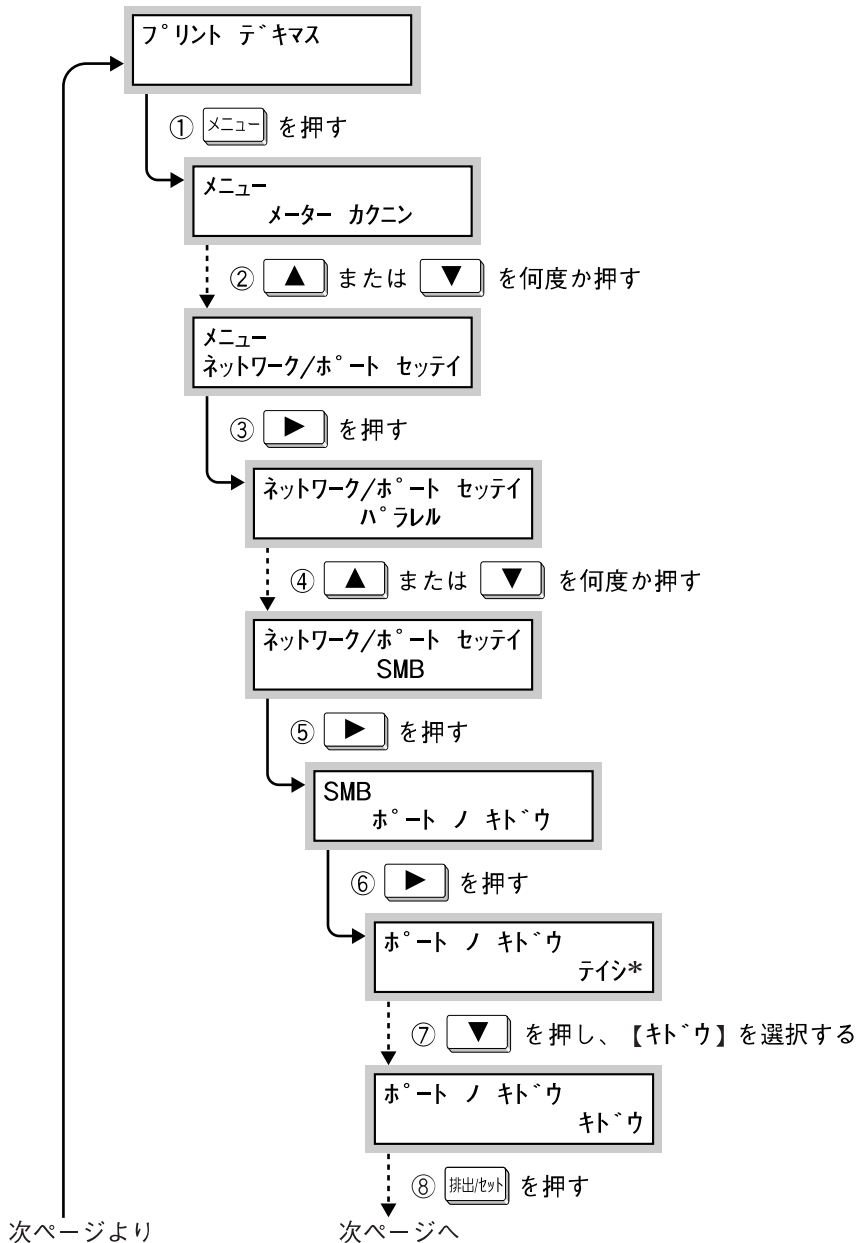 プリント デキマス
① メニュー を押す
メニュー
メーター カクニン
② ▲ または ▼ を何度か押す
メニュー
ネットワーク/ポート セッテイ
③ ▶ を押す
ネットワーク/ポート セッテイ
パラレル
④ ▲ または ▼ を何度か押す
ネットワーク/ポート セッテイ
SMB
⑤ ▶ を押す
SMB
ポート ノ キドウ
⑥ ▶ を押す
ポート ノ キドウ
テイシ*
⑦ ▼ を押し、【キドウ】を選択する
ポート ノ キドウ
キドウ
⑧ 排出/セット を押す
次ページより
次ページへ